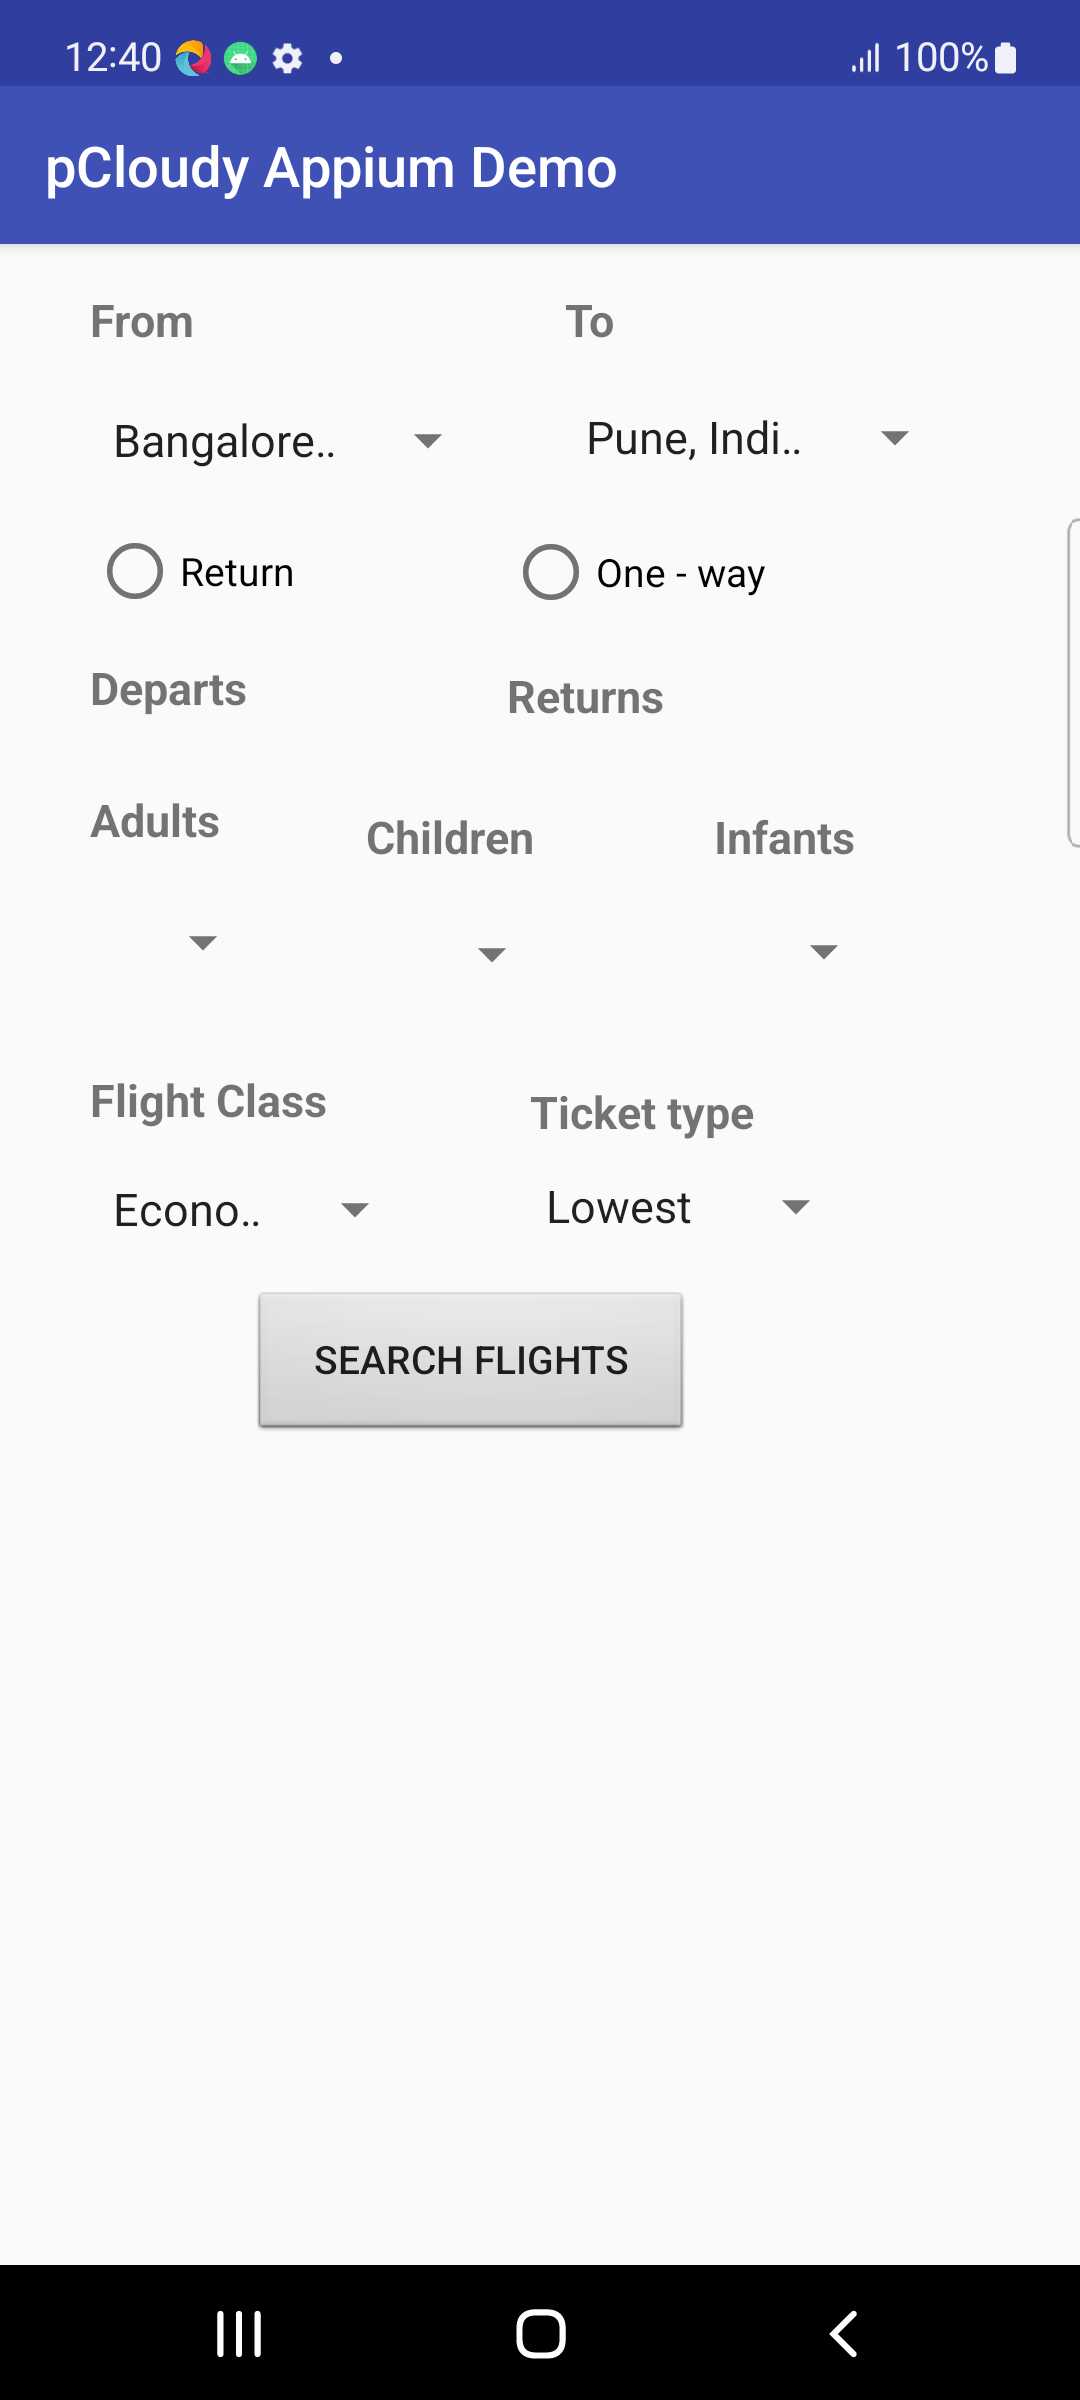 12:40 100%
pCloudy Appium Demo
From To
Bangalore.. Pune, Indi..
Return One - way
Departs Returns
Adults Children Infants
Flight Class Ticket type
Econo.. Lowest
SEARCH FLIGHTS